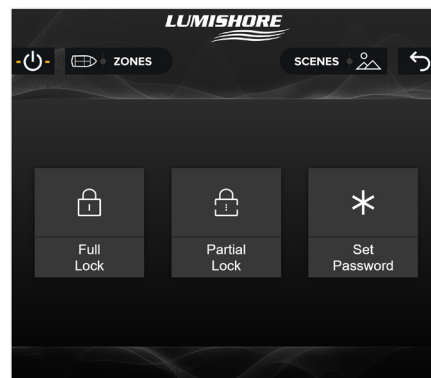 LUMISHORE
ZONES
SCENES
Full
Lock
Partial
Lock
Set
Password